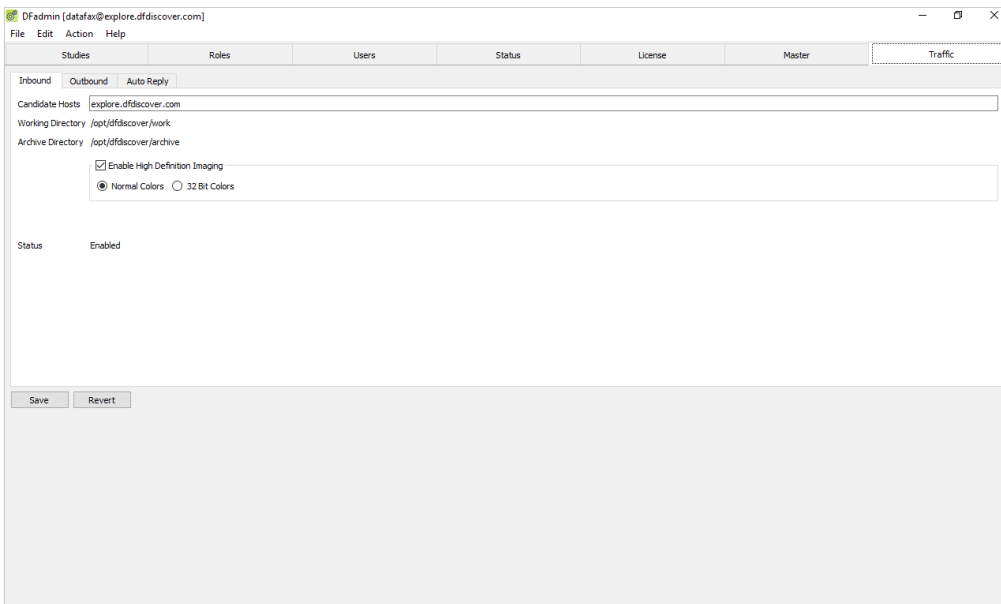 DFadmin [datafax@explore.dfdiscover.com]
File Edit Action Help
Studies Roles Users Status License Master Traffic
Inbound Outbound Auto Reply
Candidate Hosts explore.dfdiscover.com
Working Directory /opt/dfdiscover/work
Archive Directory /opt/dfdiscover/archive
Enable High Definition Imaging
Normal Colors 32 Bit Colors
Status Enabled
Save Revert